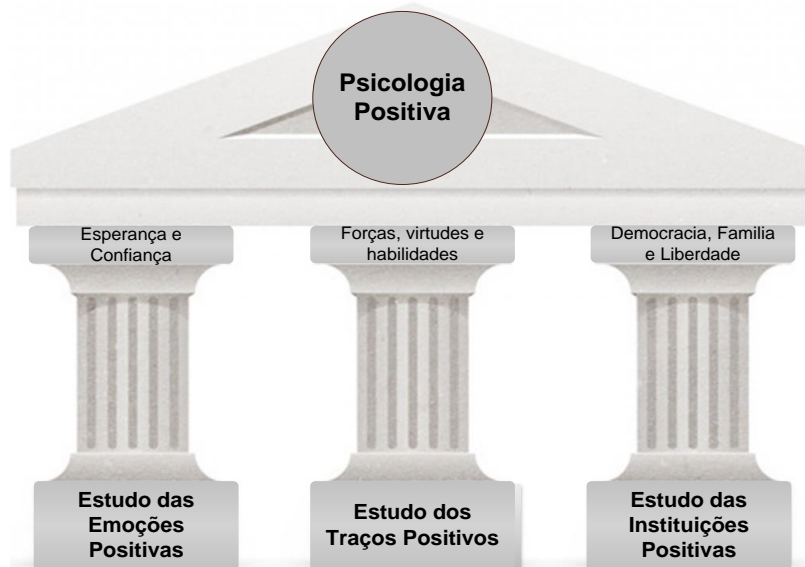 Psicologia
Positiva
Esperança e
Confiança
Forças, virtudes e
habilidades
Democracia, Familia
e Liberdade
Estudo das
Emoções
Positivas
Estudo dos
Traços Positivos
Estudo das
Instituições
Positivas